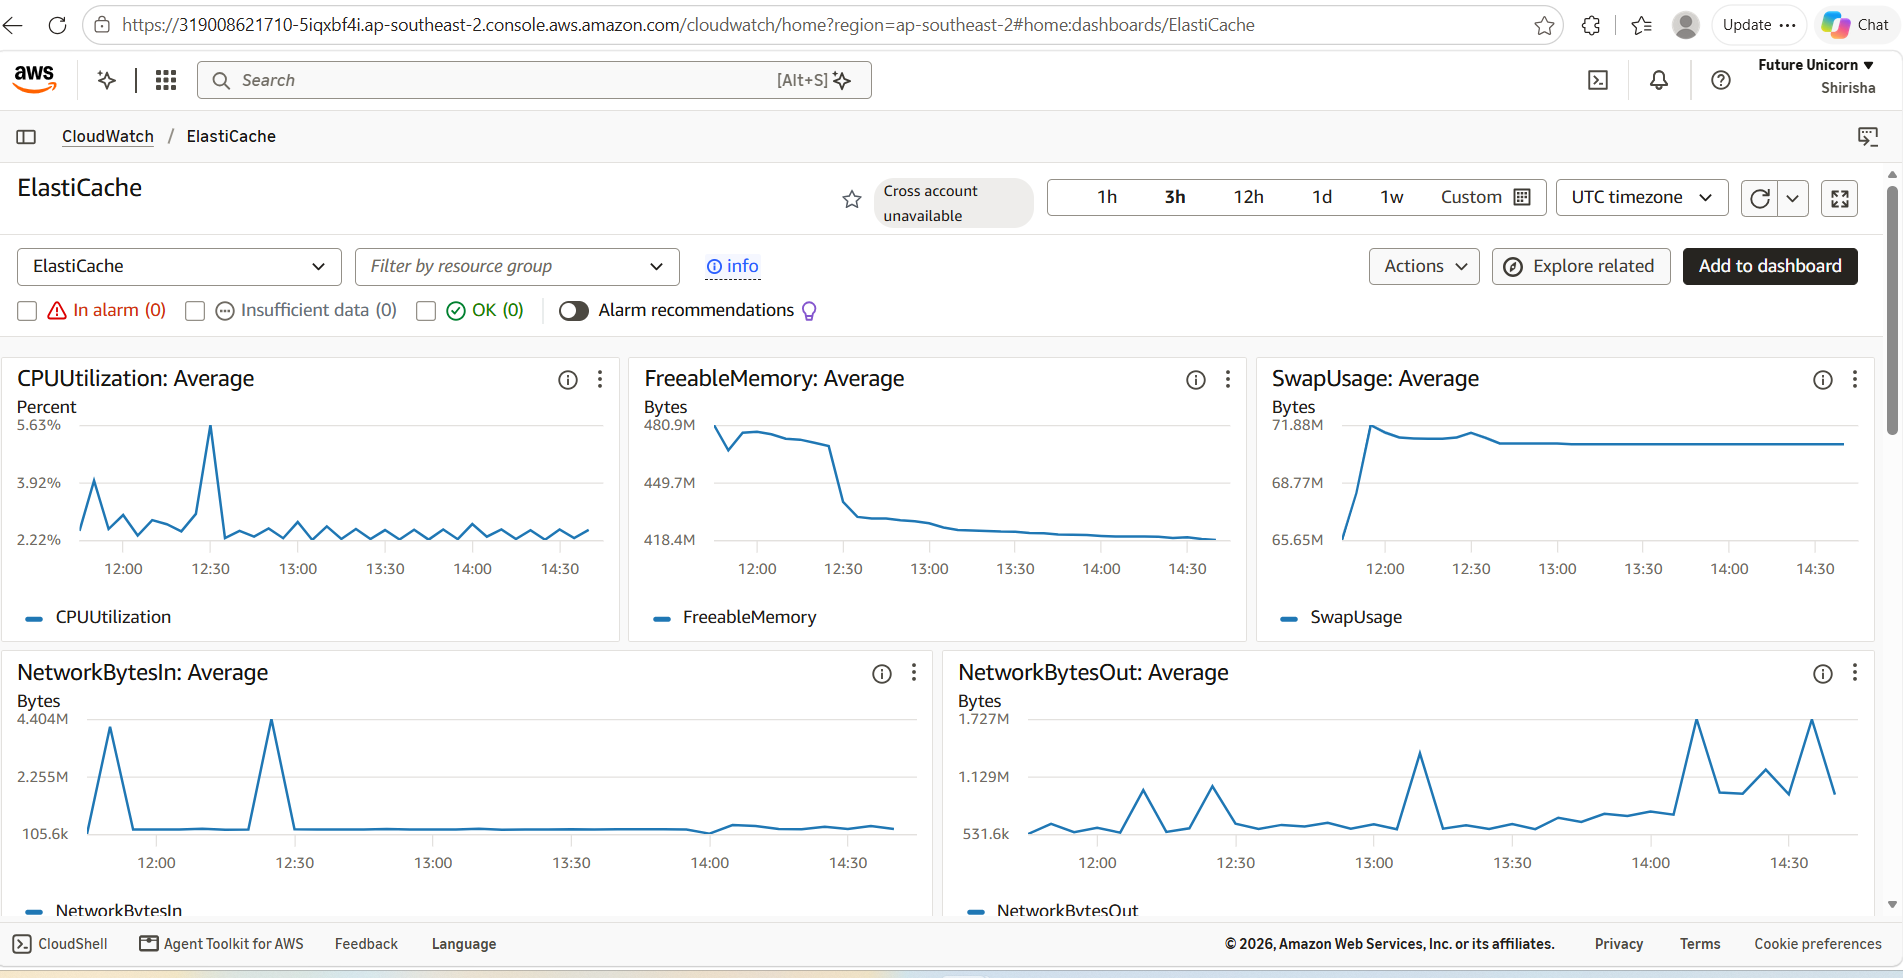 https://319008621710-5iqxbf4i.ap-southeast-2.console.aws.amazon.com/cloudwatch/home?region=ap-southeast-2#home:dashboards/ElastiCache
Update
Chat
aws
Search
[Alt+S]
Future Unicorn
Shirisha
CloudWatch / ElastiCache
ElastiCache
Cross account
unavailable
1h 3h 12h 1d 1w Custom
UTC timezone
ElastiCache
Filter by resource group
info
Actions
Explore related
Add to dashboard
In alarm (0)
Insufficient data (0)
OK (0)
Alarm recommendations
CPUUtilization: Average
Percent
5.63%
3.92%
2.22%
12:00 12:30 13:00 13:30 14:00 14:30
CPUUtilization
FreeableMemory: Average
Bytes
480.9M
449.7M
418.4M
12:00 12:30 13:00 13:30 14:00 14:30
FreeableMemory
SwapUsage: Average
Bytes
71.88M
68.77M
65.65M
12:00 12:30 13:00 13:30 14:00 14:30
SwapUsage
NetworkBytesIn: Average
Bytes
4.404M
2.255M
105.6k
12:00 12:30 13:00 13:30 14:00 14:30
NetworkBytesIn
NetworkBytesOut: Average
Bytes
1.727M
1.129M
531.6k
12:00 12:30 13:00 13:30 14:00 14:30
NetworkBytesOut
CloudShell
Agent Toolkit for AWS
Feedback
Language
© 2026, Amazon Web Services, Inc. or its affiliates.
Privacy
Terms
Cookie preferences